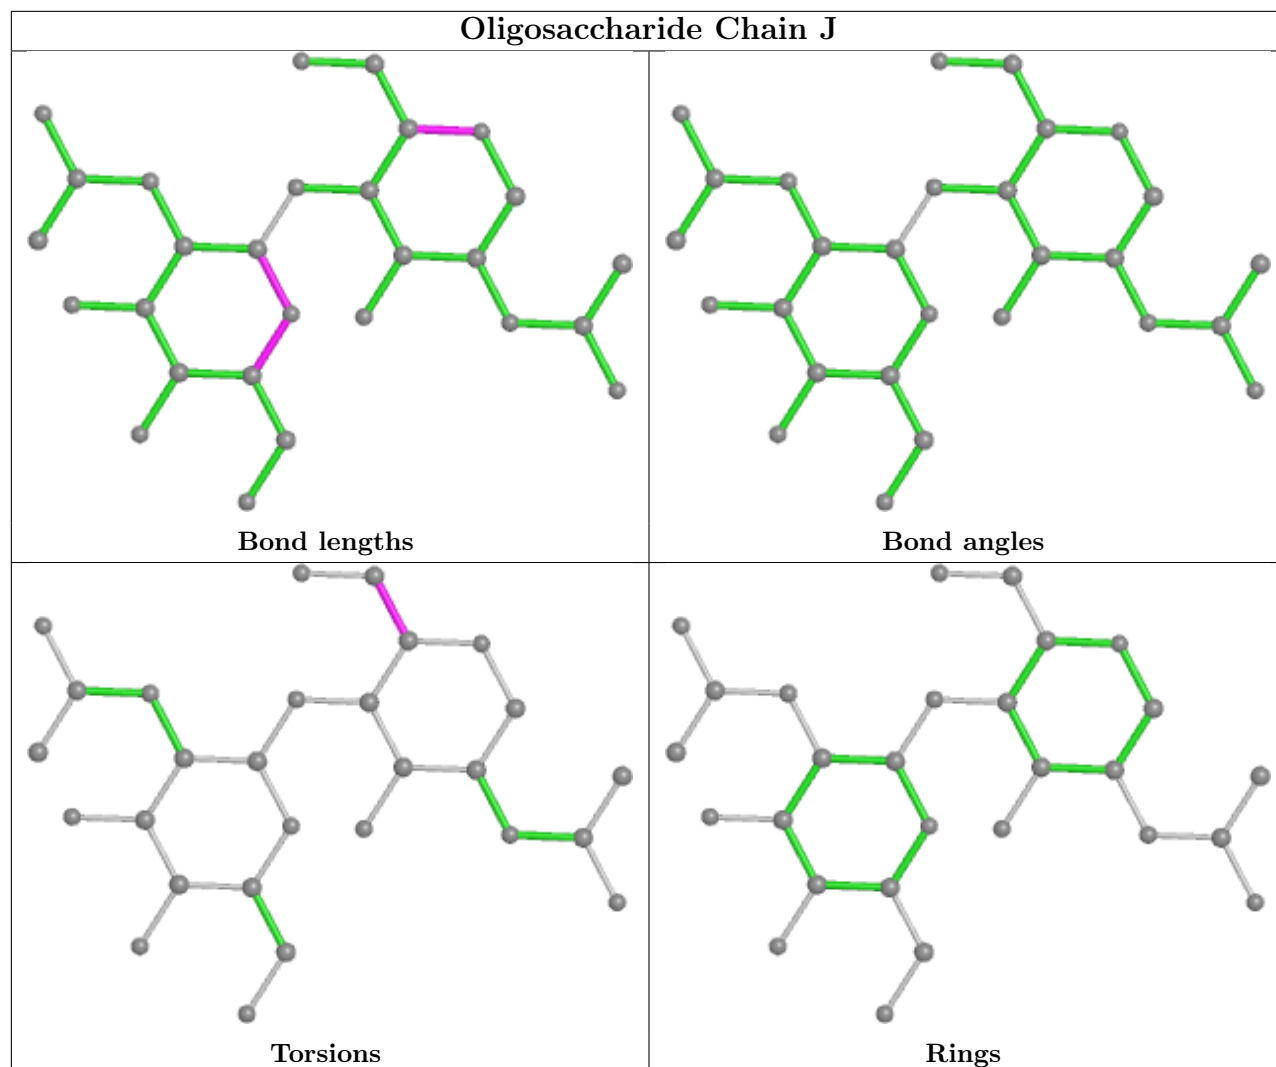 Oligosaccharide Chain J
Bond lengths
Bond angles
Torsions
Rings